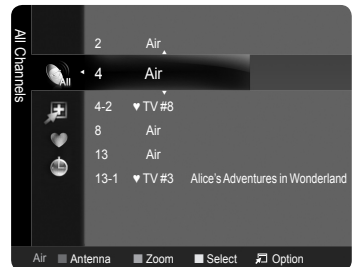 All Channels
2 Air
All 4 Air
4-2 ♥ TV #8
8 Air
13 Air
13-1 ♥ TV #3 Alice's Adventures in Wonderland
Air Antenna Zoom Select Option